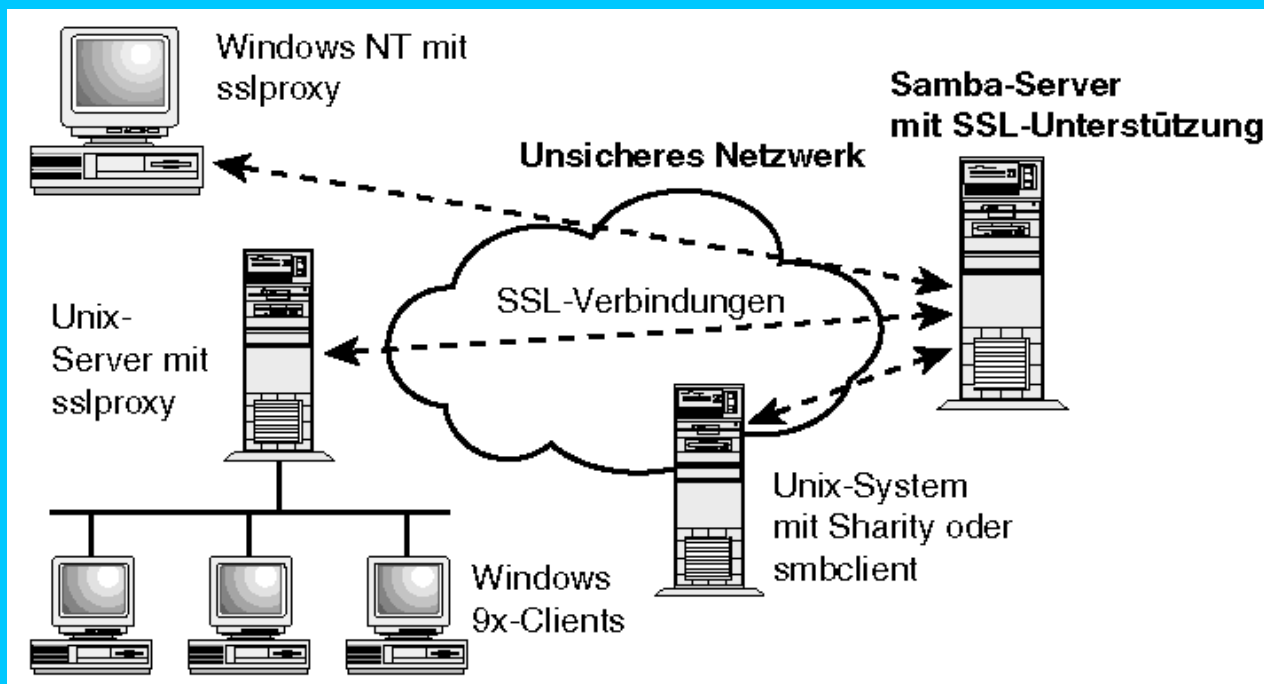 Windows NT mit
sslproxy
Samba-Server
mit SSL-Unterstützung
Unsicheres Netzwerk
SSL-Verbindungen
Unix-
Server mit
sslproxy
Unix-System
mit Sharity oder
smbclient
Windows
9x-Clients